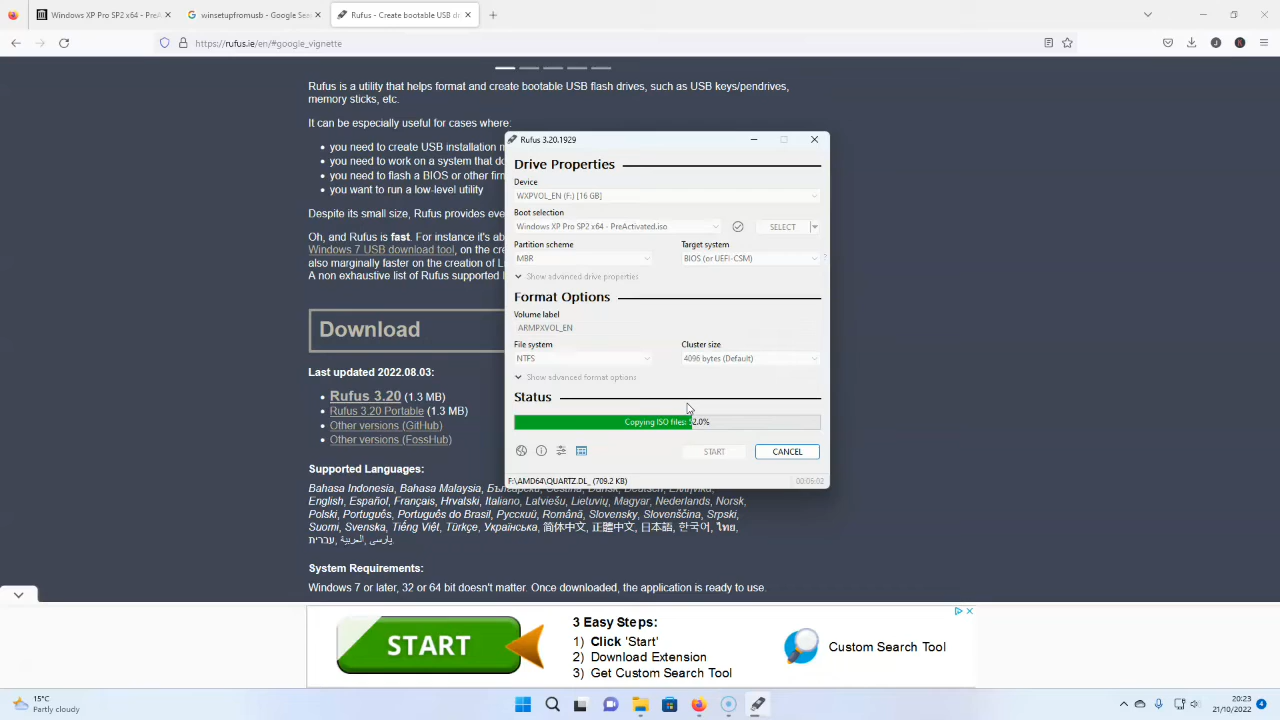 Windows XP Pro SP2 x64 - PreA
winsetupfromusb - Google Sea
Rufus - Create bootable USB dr
https://rufus.ie/en/#google_vignette
Rufus is a utility that helps format and create bootable USB flash drives, such as USB keys/pendrives,
memory sticks, etc.
It can be especially useful for cases where:
you need to create USB installation
you need to work on a system that do
you need to flash a BIOS or other firm
you want to run a low-level utility
Despite its small size, Rufus provides eve
Oh, and Rufus is fast. For instance it's ab
Windows 7 USB download tool, on the cre
also marginally faster on the creation of L
A non exhaustive list of Rufus supported
Download
Last updated 2022.08.03:
Rufus 3.20 (1.3 MB)
Rufus 3.20 Portable (1.3 MB)
Other versions (GitHub)
Other versions (FossHub)
Supported Languages:
Bahasa Indonesia, Bahasa Malaysia,
English, Español, Français, Hrvatski, Italiano, Latviešu, Lietuvių, Magyar, Nederlands, Norsk,
Polski, Português, Português do Brasil, Русский, Română, Slovensky, Slovenščina, Srpski,
Suomi, Svenska, Tiếng Việt, Türkçe, Українська, 简体中文, 正體中文, 日本語, 한국어, ไทย,
עברית, العربية, پارسی.
System Requirements:
Windows 7 or later, 32 or 64 bit doesn't matter. Once downloaded, the application is ready to use.
Rufus 3.20.1929
Drive Properties
Device
WXPVOL_EN (F:) [16 GB]
Boot selection
Windows XP Pro SP2 x64 - PreActivated.iso
SELECT
Partition scheme
Target system
MBR
BIOS (or UEFI-CSM)
?
Show advanced drive properties
Format Options
Volume label
ARMPXVOL_EN
File system
Cluster size
NTFS
4096 bytes (Default)
Show advanced format options
Status
Copying ISO files: 52.0%
START
CANCEL
F:\AMD64\QUARTZ.DL_ (709.2 KB)
00:05:02
START
3 Easy Steps:
1) Click 'Start'
2) Download Extension
3) Get Custom Search Tool
Custom Search Tool
15°C
Partly cloudy
20:23
21/10/2022
4